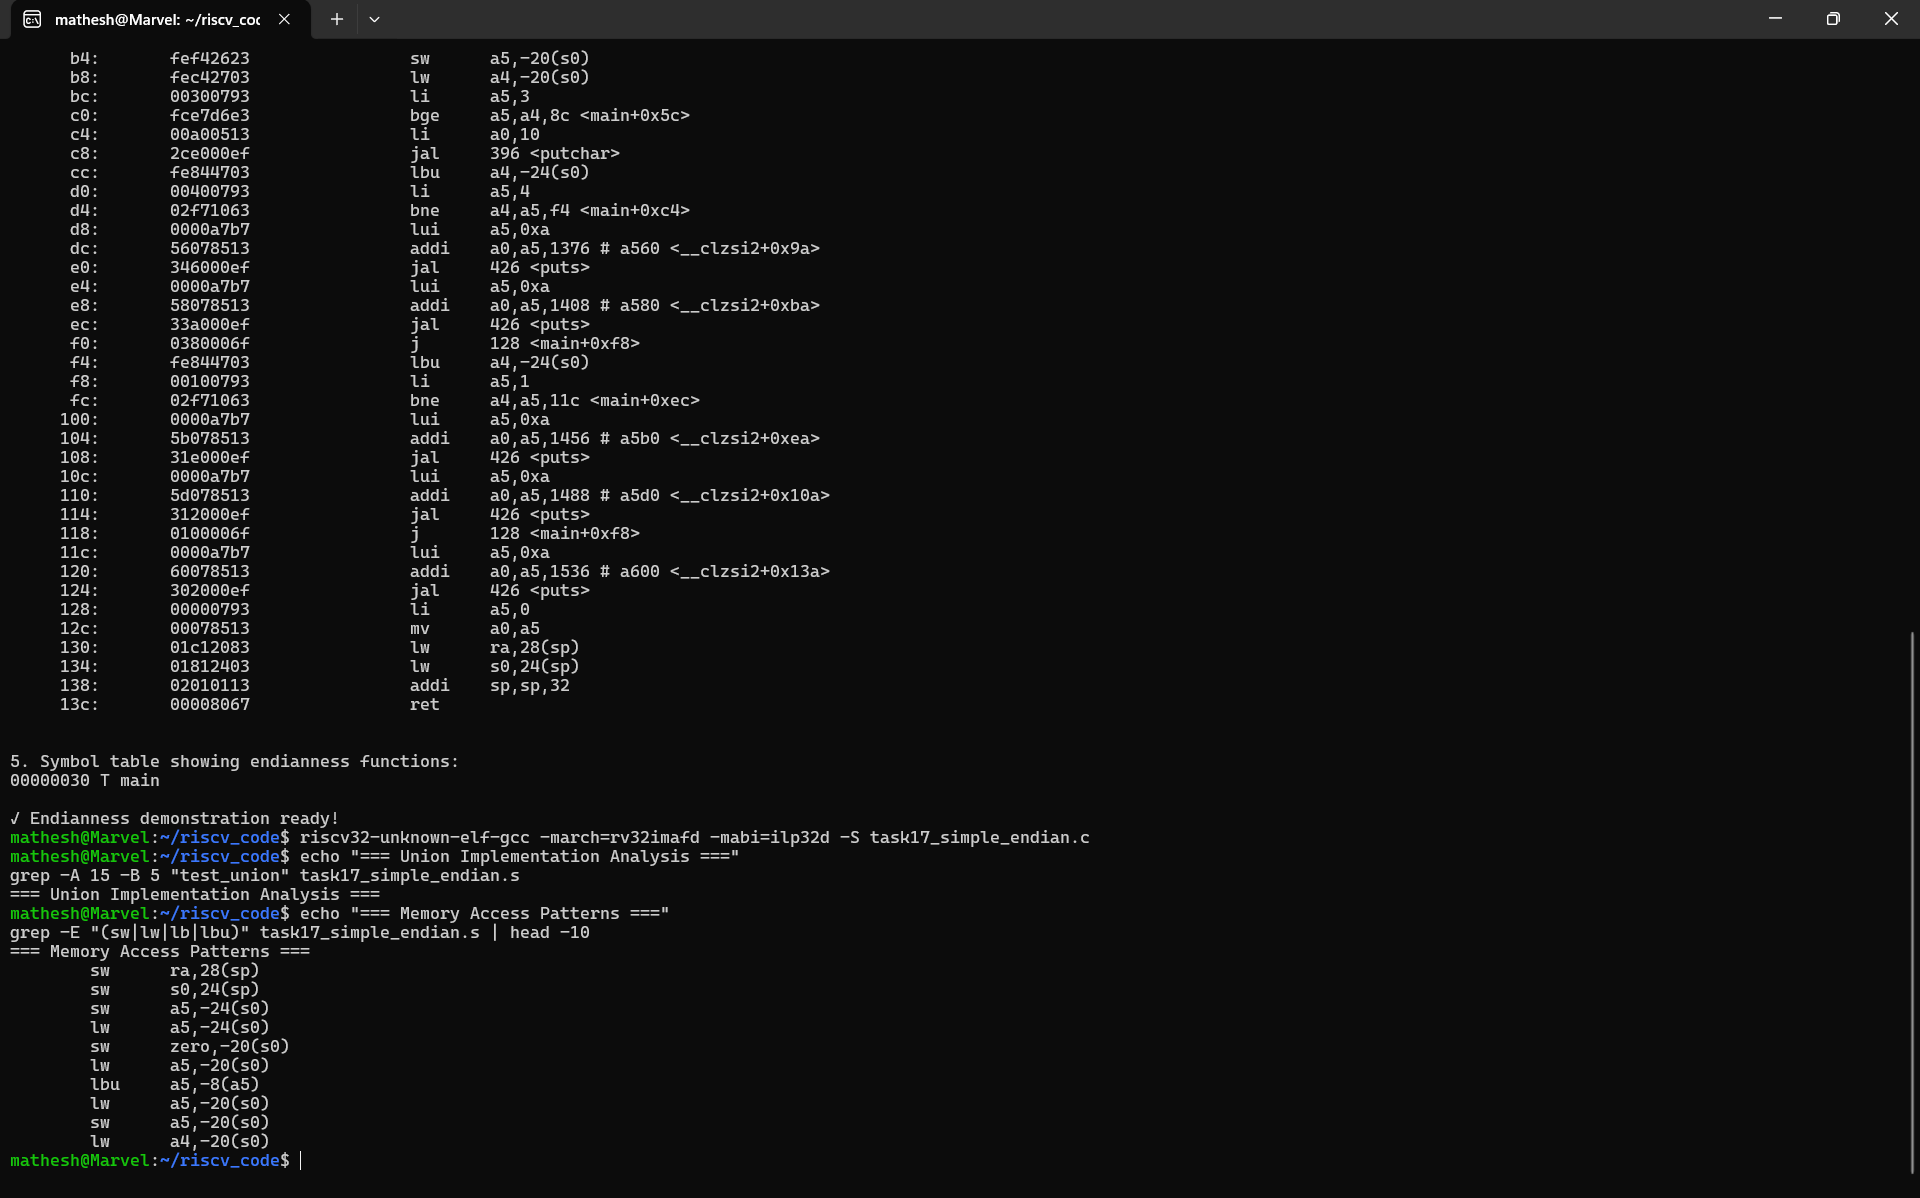 mathesh@Marvel: ~/riscv_coc
b4: fef42623 sw a5,-20(s0)
b8: fec42703 lw a4,-20(s0)
bc: 00300793 li a5,3
c0: fce7d6e3 bge a5,a4,8c <main+0x5c>
c4: 00a00513 li a0,10
c8: 2ce000ef jal 396 <putchar>
cc: fe844703 lbu a4,-24(s0)
d0: 00400793 li a5,4
d4: 02f71063 bne a4,a5,f4 <main+0xc4>
d8: 0000a7b7 lui a5,0xa
dc: 56078513 addi a0,a5,1376 # a560 <__clzsi2+0x9a>
e0: 346000ef jal 426 <puts>
e4: 0000a7b7 lui a5,0xa
e8: 58078513 addi a0,a5,1408 # a580 <__clzsi2+0xba>
ec: 33a000ef jal 426 <puts>
f0: 0380006f j 128 <main+0xf8>
f4: fe844703 lbu a4,-24(s0)
f8: 00100793 li a5,1
fc: 02f71063 bne a4,a5,11c <main+0xec>
100: 0000a7b7 lui a5,0xa
104: 5b078513 addi a0,a5,1456 # a5b0 <__clzsi2+0xea>
108: 31e000ef jal 426 <puts>
10c: 0000a7b7 lui a5,0xa
110: 5d078513 addi a0,a5,1488 # a5d0 <__clzsi2+0x10a>
114: 312000ef jal 426 <puts>
118: 0100006f j 128 <main+0xf8>
11c: 0000a7b7 lui a5,0xa
120: 60078513 addi a0,a5,1536 # a600 <__clzsi2+0x13a>
124: 302000ef jal 426 <puts>
128: 00000793 li a5,0
12c: 00078513 mv a0,a5
130: 01c12083 lw ra,28(sp)
134: 01812403 lw s0,24(sp)
138: 02010113 addi sp,sp,32
13c: 00008067 ret
5. Symbol table showing endianness functions:
00000030 T main
√ Endianness demonstration ready!
mathesh@Marvel:~/riscv_code$ riscv32-unknown-elf-gcc -march=rv32imafd -mabi=ilp32d -S task17_simple_endian.c
mathesh@Marvel:~/riscv_code$ echo "=== Union Implementation Analysis ==="
grep -A 15 -B 5 "test_union" task17_simple_endian.s
=== Union Implementation Analysis ===
mathesh@Marvel:~/riscv_code$ echo "=== Memory Access Patterns ==="
grep -E "(sw|lw|lb|lbu)" task17_simple_endian.s | head -10
=== Memory Access Patterns ===
sw ra,28(sp)
sw s0,24(sp)
sw a5,-24(s0)
lw a5,-24(s0)
sw zero,-20(s0)
lw a5,-20(s0)
lbu a5,-8(a5)
lw a5,-20(s0)
sw a5,-20(s0)
lw a4,-20(s0)
mathesh@Marvel:~/riscv_code$